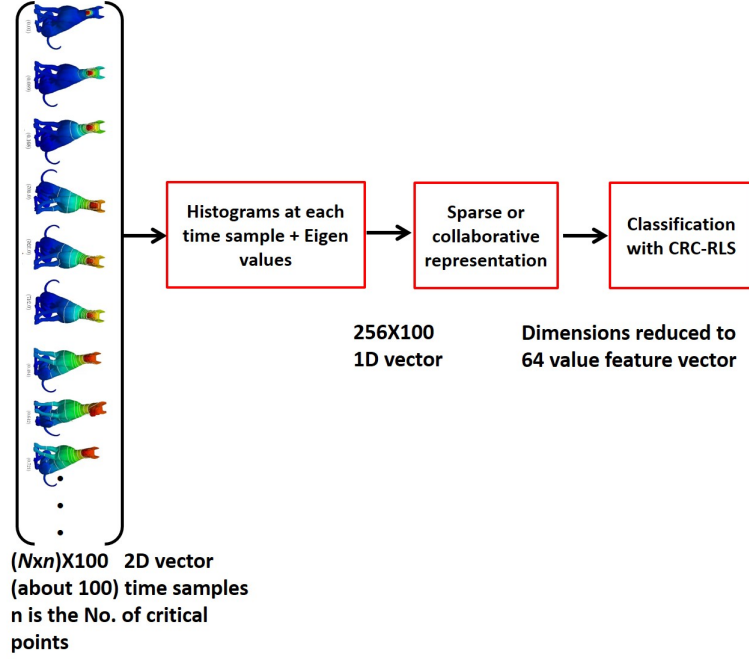 Histograms at each
time sample + Eigen
values
Sparse or
collaborative
representation
Classification
with CRC-RLS
256X100
1D vector
Dimensions reduced to
64 value feature vector
(Nxn)X100 2D vector
(about 100) time samples
n is the No. of critical
points